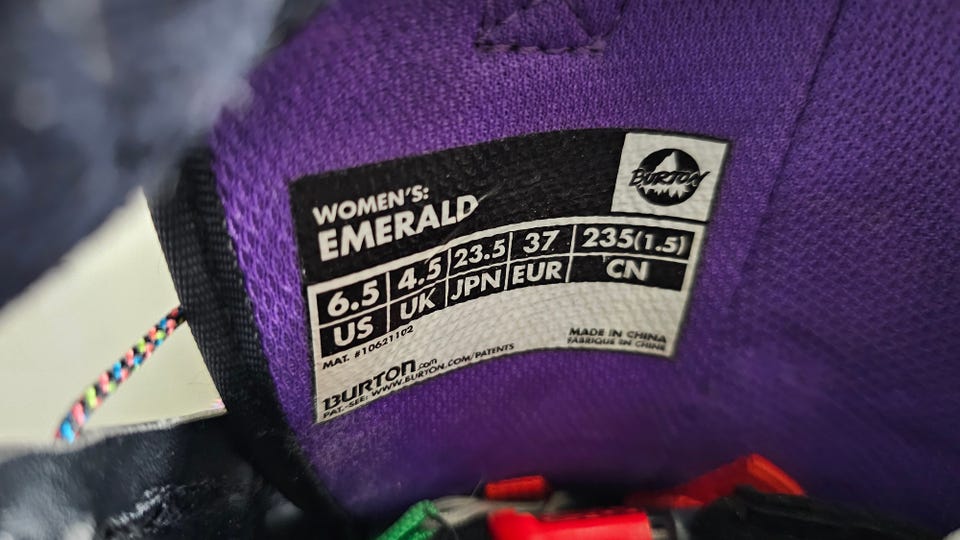 BURTON
WOMEN'S:
EMERALD
6.5 4.5 23.5 37 235(1.5)
US UK JPN EUR CN
MAT. #10621102
BURTON.com
PAT.-SEE: WWW.BURTON.COM/PATENTS
MADE IN CHINA
FABRIQUE EN CHINE